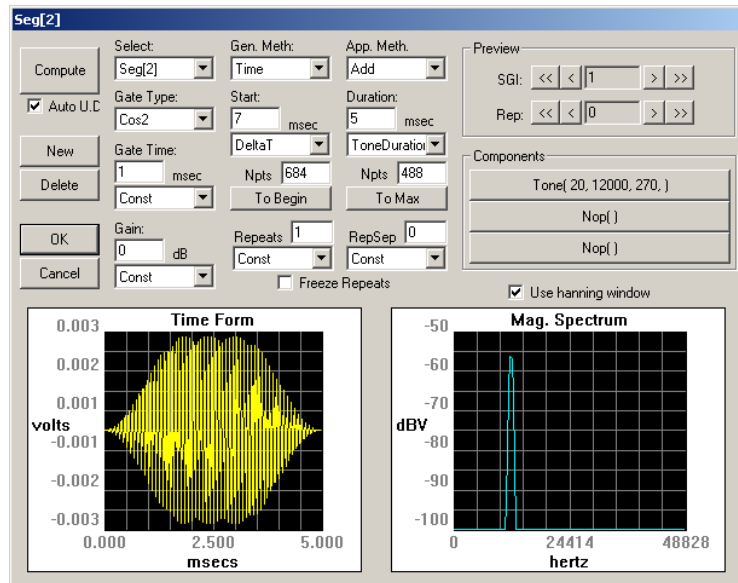 Seg[2]
Compute
Auto U.D
New
Delete
OK
Cancel
Select:
Seg[2]
Gate Type:
Cos2
Gate Time:
1 msec
Const
Gain:
0 dB
Const
Gen. Meth:
Time
Start:
7 msec
DeltaT
Npts 684
To Begin
Repeats 1
Const
App. Meth.
Add
Duration:
5 msec
ToneDuration
Npts 488
To Max
RepSep 0
Const
Freeze Repeats
Preview
SGI: << < 1 > >>
Rep: << < 0 > >>
Components
Tone( 20, 12000, 270, )
Nop( )
Nop( )
Use hanning window
Time Form
0.003
0.002
0.001
volts
-0.001
-0.002
-0.003
0.000 2.500 5.000
msecs
Mag. Spectrum
-50
-60
-70
dBV
-80
-90
-100
0 24414 48828
hertz